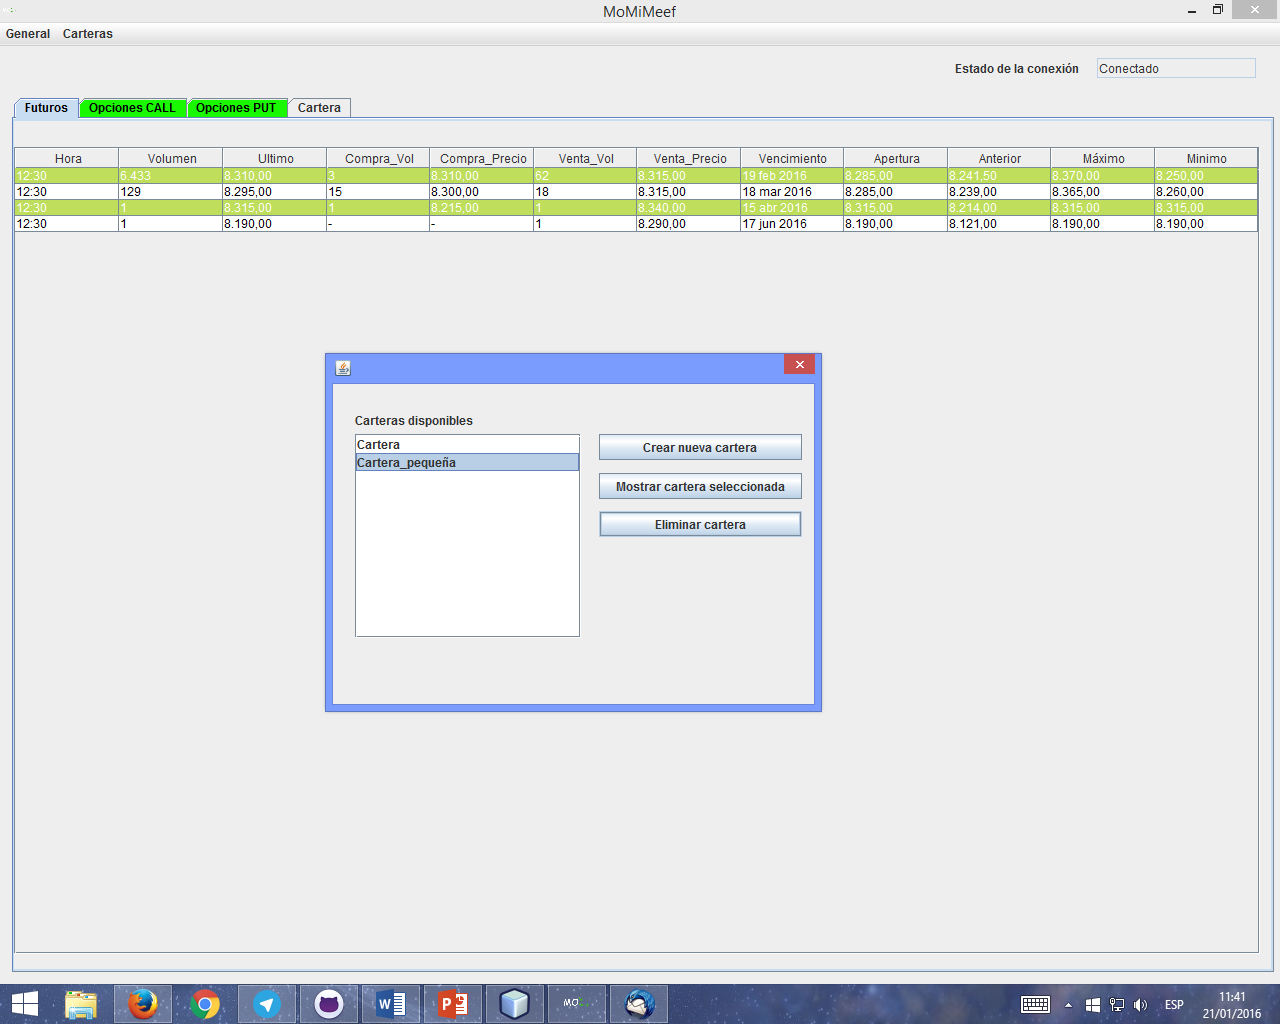 MoMiMeef
General Carteras
Estado de la conexión Conectado
Futuros Opciones CALL Opciones PUT Cartera
Hora Volumen Ultimo Compra_Vol Compra_Precio Venta_Vol Venta_Precio Vencimiento Apertura Anterior Máximo Minimo
12:30 6.433 8.310,00 3 8.310,00 62 8.315,00 19 feb 2016 8.285,00 8.241,50 8.370,00 8.250,00
12:30 129 8.295,00 15 8.300,00 18 8.315,00 18 mar 2016 8.285,00 8.239,00 8.365,00 8.260,00
12:30 1 8.315,00 1 8.215,00 1 8.340,00 15 abr 2016 8.315,00 8.214,00 8.315,00 8.315,00
12:30 1 8.190,00 - - 1 8.290,00 17 jun 2016 8.190,00 8.121,00 8.190,00 8.190,00
Carteras disponibles
Cartera
Cartera_pequeña
Crear nueva cartera
Mostrar cartera seleccionada
Eliminar cartera
ESP
11:41
21/01/2016